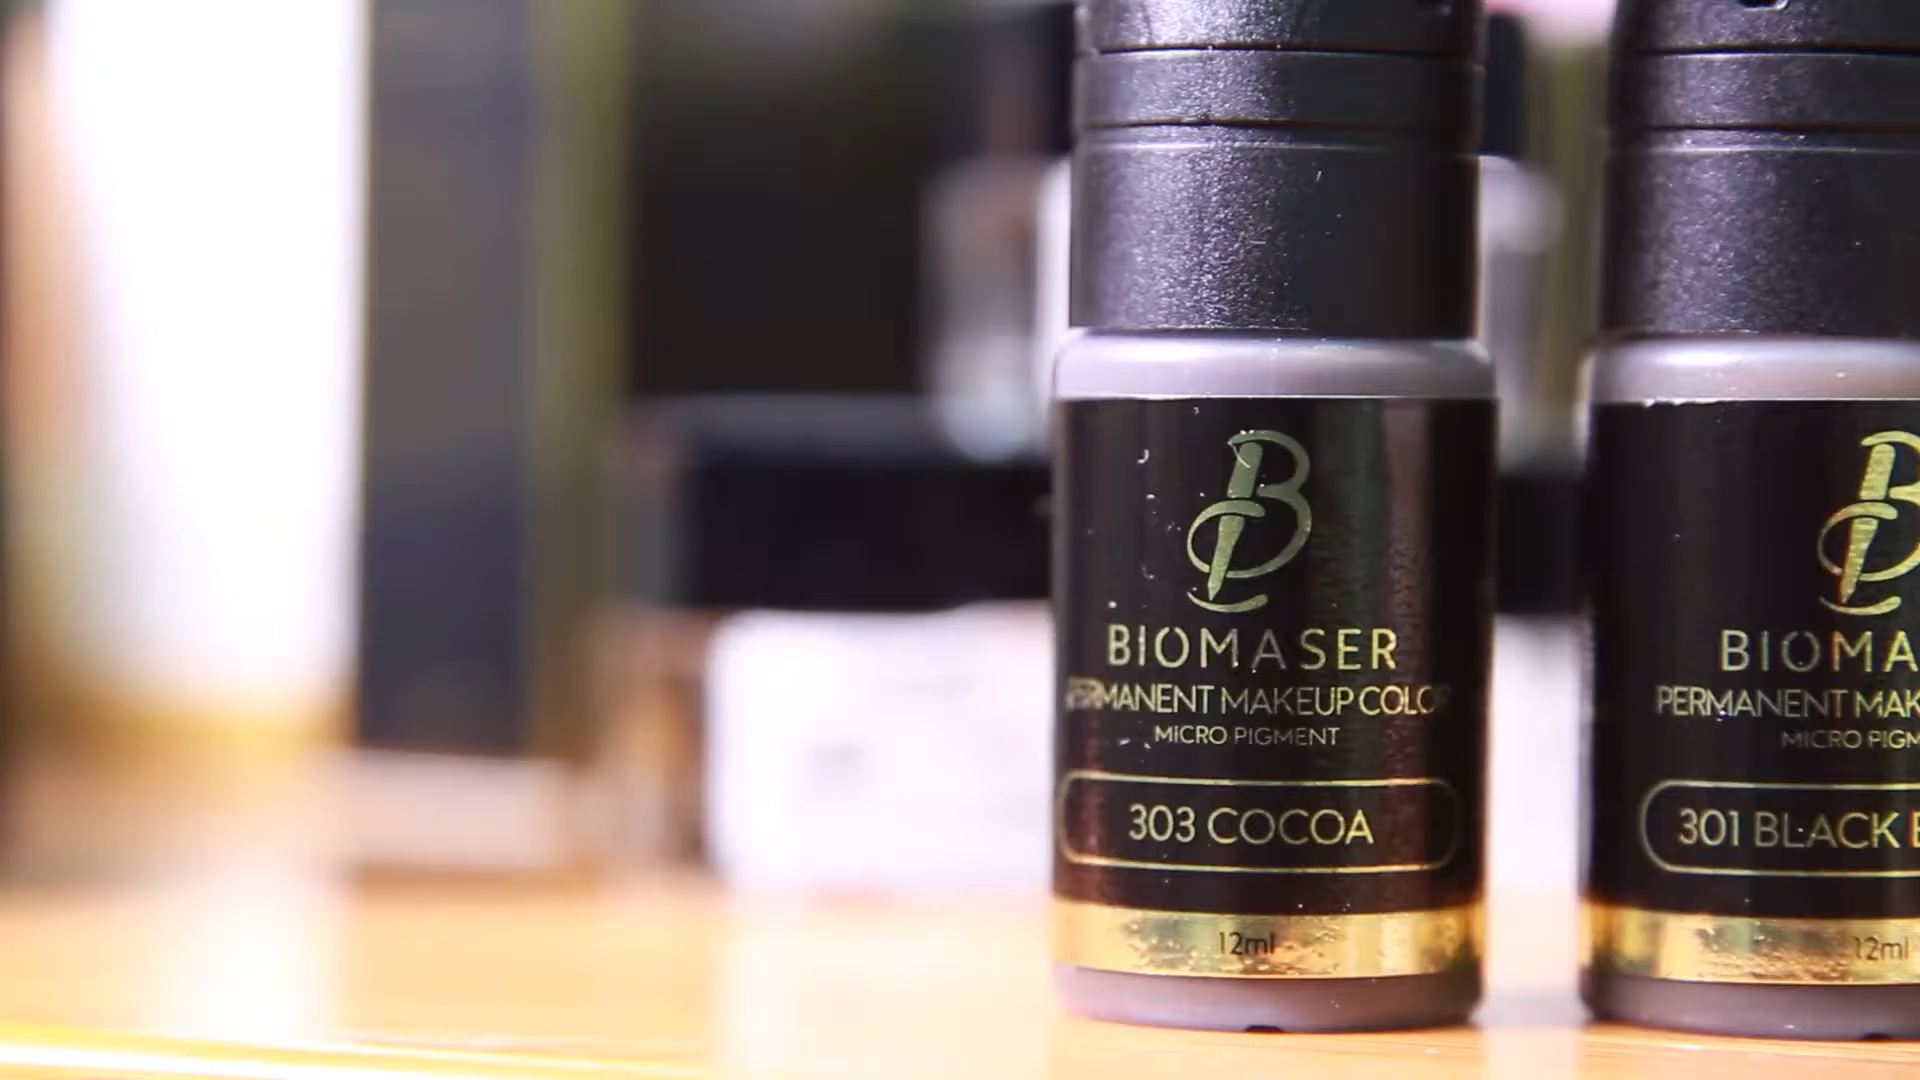 BIOMASER
PERMANENT MAKEUP COLOR
MICRO PIGMENT
303 COCOA
12ml
BIOMA
PERMANENT MAK
MICRO PIGM
301 BLACK
12ml